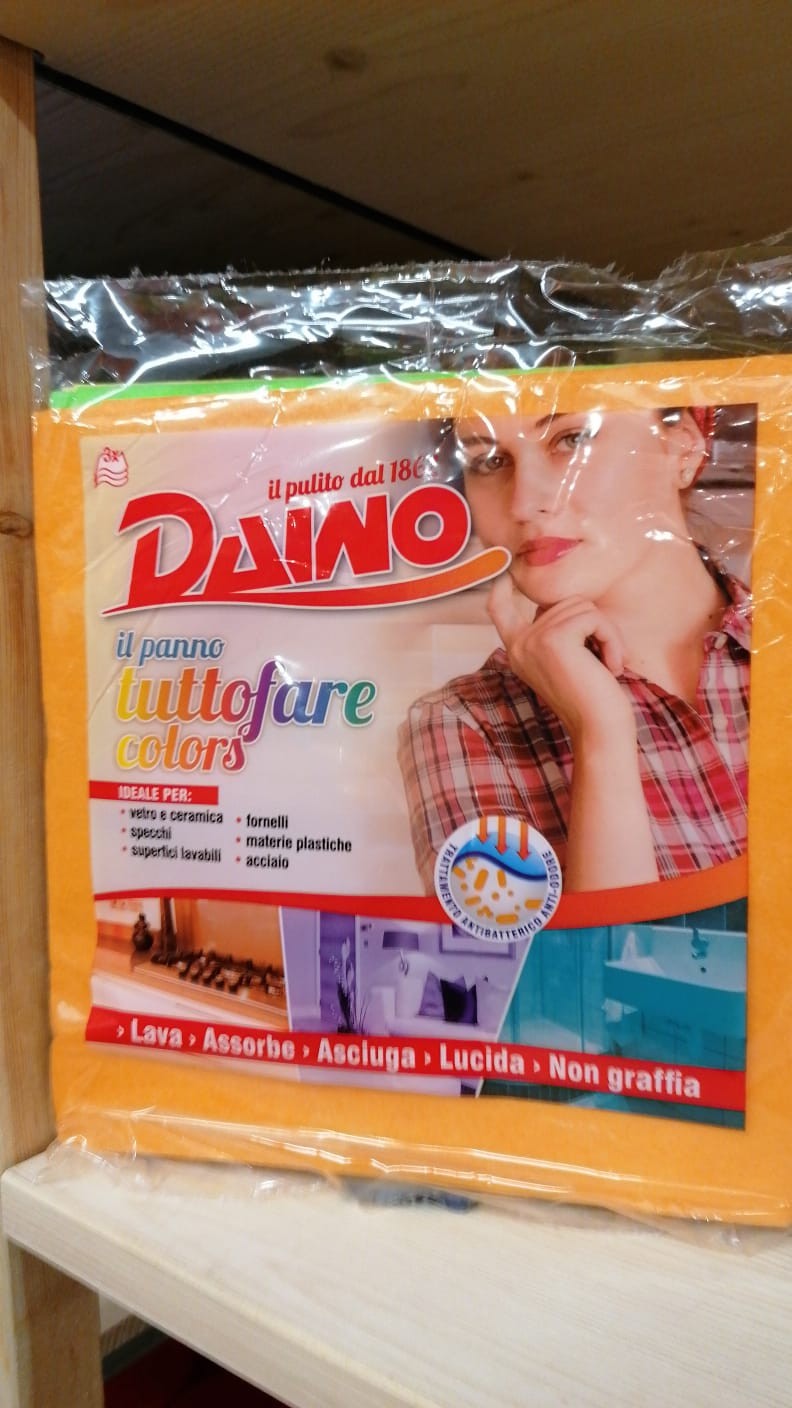 3x
il pulito dal
DAINO
il panno
tuttofare
colors
IDEALE PER:
• vetro e ceramica
• specchi
• superfici lavabili
• fornelli
• materie plastiche
• acciaio
TRATTAMENTO ANTIBATTERICO ANTI-ODORE
› Lava › Assorbe › Asciuga › Lucida › Non graffia